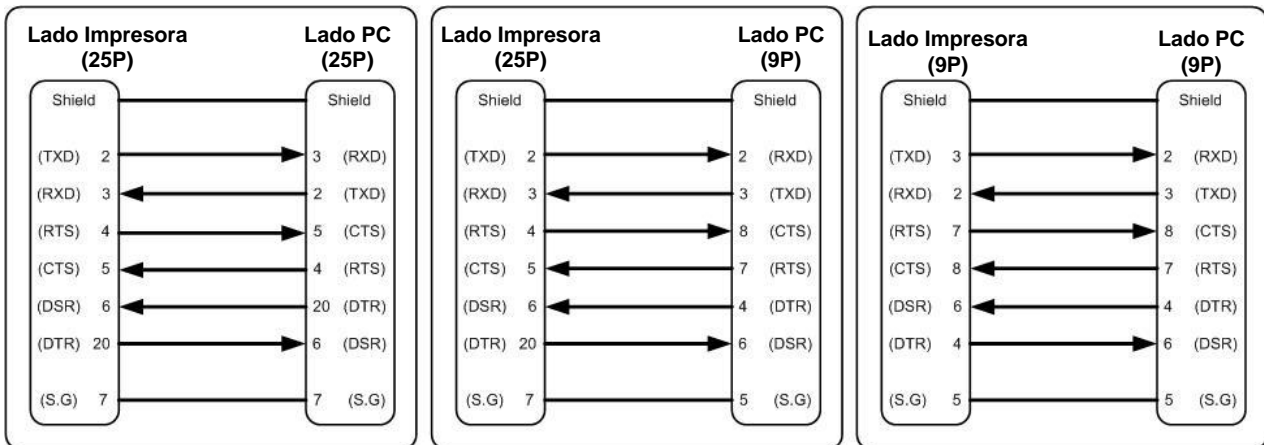 Lado Impresora Lado PC
(25P) (25P)
Shield Shield
(TXD) 2 3 (RXD)
(RXD) 3 2 (TXD)
(RTS) 4 5 (CTS)
(CTS) 5 4 (RTS)
(DSR) 6 20 (DTR)
(DTR) 20 6 (DSR)
(S.G) 7 7 (S.G)
Lado Impresora Lado PC
(25P) (9P)
Shield Shield
(TXD) 2 2 (RXD)
(RXD) 3 3 (TXD)
(RTS) 4 8 (CTS)
(CTS) 5 7 (RTS)
(DSR) 6 4 (DTR)
(DTR) 20 6 (DSR)
(S.G) 7 5 (S.G)
Lado Impresora Lado PC
(9P) (9P)
Shield Shield
(TXD) 3 2 (RXD)
(RXD) 2 3 (TXD)
(RTS) 7 8 (CTS)
(CTS) 8 7 (RTS)
(DSR) 6 4 (DTR)
(DTR) 4 6 (DSR)
(S.G) 5 5 (S.G)